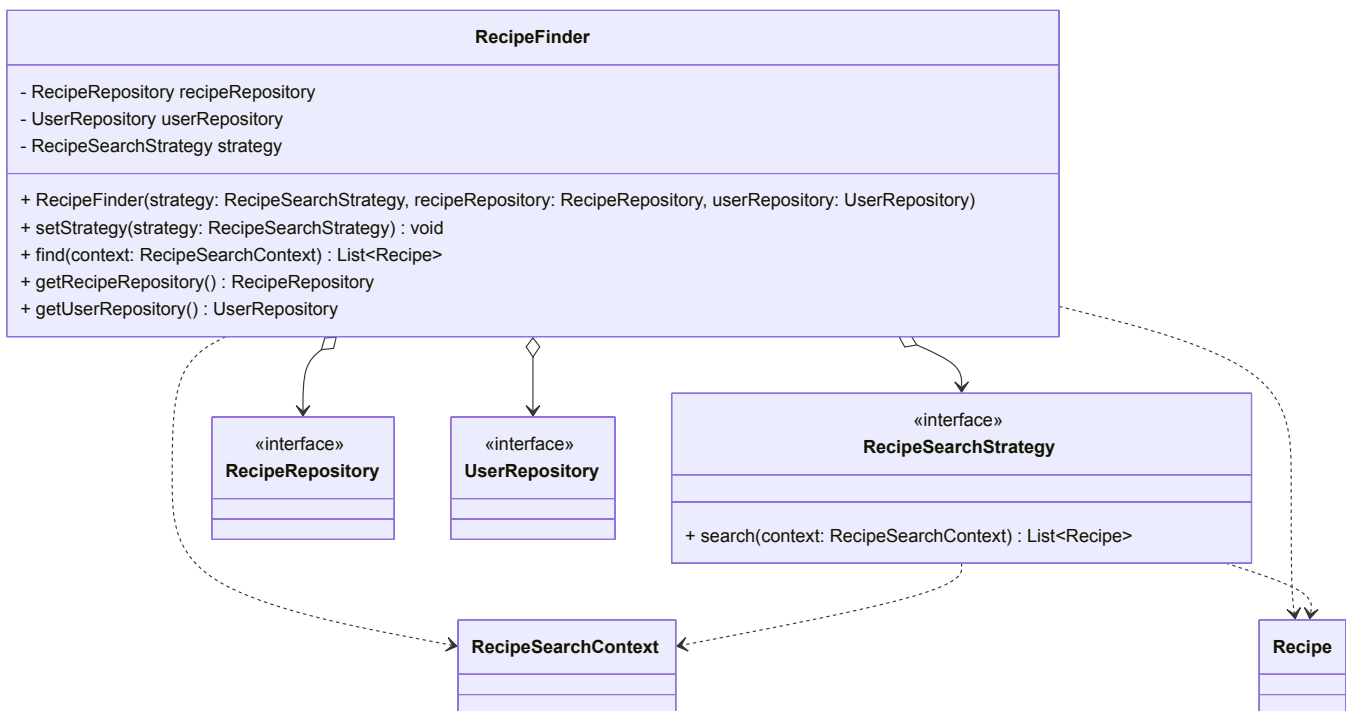 RecipeFinder
- RecipeRepository recipeRepository
- UserRepository userRepository
- RecipeSearchStrategy strategy
+ RecipeFinder(strategy: RecipeSearchStrategy, recipeRepository: RecipeRepository, userRepository: UserRepository)
+ setStrategy(strategy: RecipeSearchStrategy) : void
+ find(context: RecipeSearchContext) : List<Recipe>
+ getRecipeRepository() : RecipeRepository
+ getUserRepository() : UserRepository
«interface»
RecipeRepository
«interface»
UserRepository
«interface»
RecipeSearchStrategy
+ search(context: RecipeSearchContext) : List<Recipe>
RecipeSearchContext
Recipe